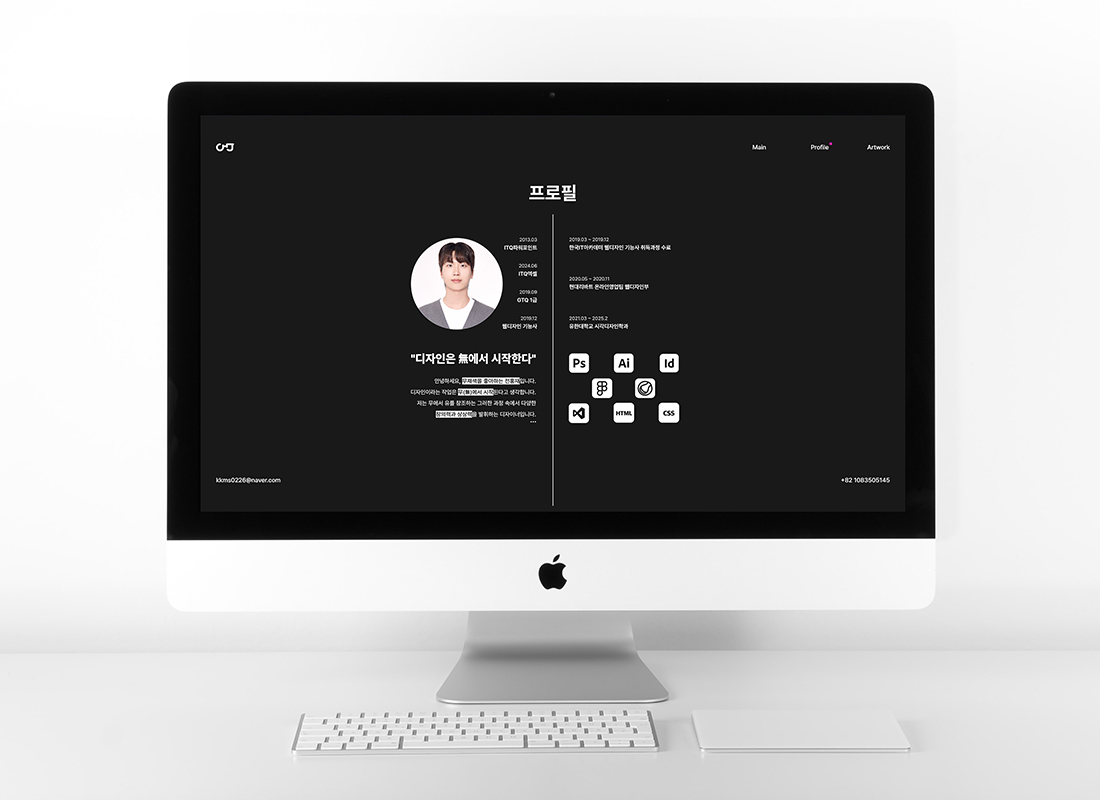 Main
Profile
Artwork
프로필
2013.03
ITQ파워포인트
2024.06
ITQ엑셀
2019.09
GTQ 1급
2019.12
웹디자인 기능사
"디자인은 無에서 시작한다"
안녕하세요, 무채색을 좋아하는 전홍재입니다.
디자인이라는 작업은 무(無)에서 시작된다고 생각합니다.
저는 무에서 유를 창조하는 그러한 과정 속에서 다양한
창의력과 상상력을 발휘하는 디자이너입니다.
...
2019.03 ~ 2019.12
한국IT아카데미 웹디자인 기능사 취득과정 수료
2020.05 ~ 2020.11
현대리바트 온라인영업팀 웹디자인부
2021.03 ~ 2025.2
유한대학교 시각디자인학과
Ps
Ai
Id
HTML
CSS
kkms0226@naver.com
+82 1083505145